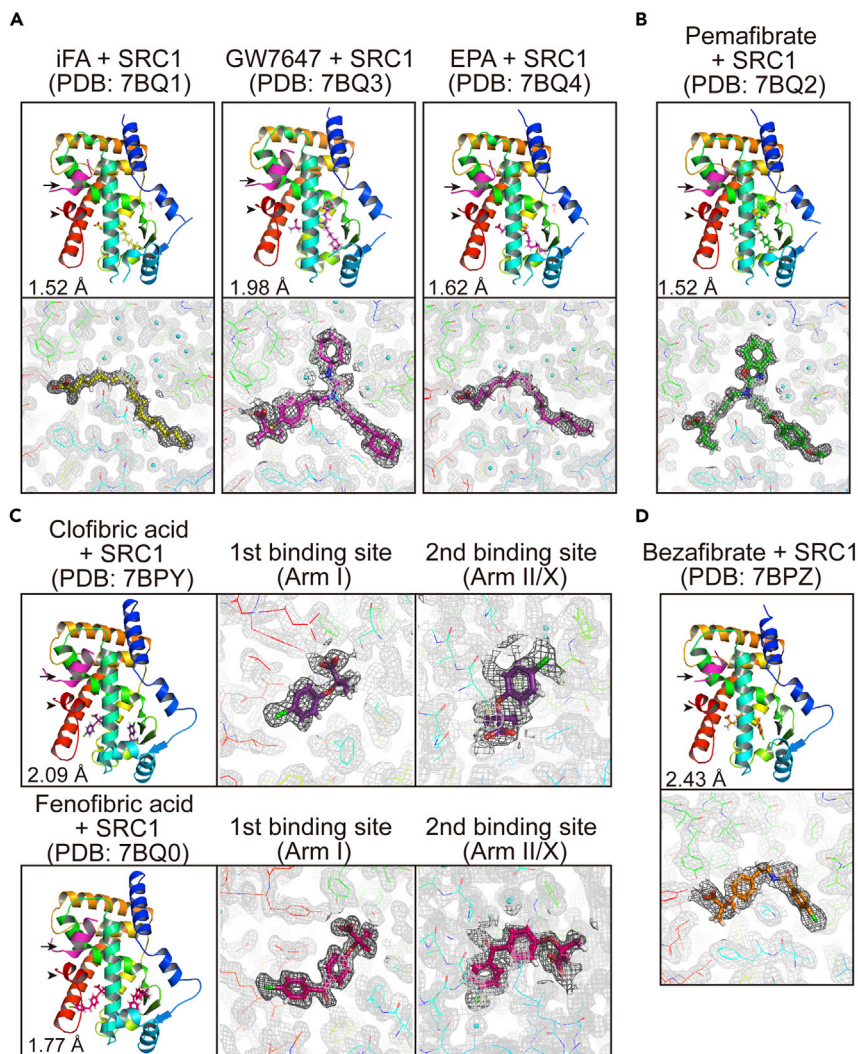 A
iFA + SRC1
(PDB: 7BQ1)
GW7647 + SRC1
(PDB: 7BQ3)
EPA + SRC1
(PDB: 7BQ4)
1.52 Å
1.98 Å
1.62 Å
B
Pemafibrate
+ SRC1
(PDB: 7BQ2)
1.52 Å
C
Clofibric acid
+ SRC1
(PDB: 7BPY)
1st binding site
(Arm I)
2nd binding site
(Arm II/X)
2.09 Å
Fenofibric acid
+ SRC1
(PDB: 7BQ0)
1st binding site
(Arm I)
2nd binding site
(Arm II/X)
1.77 Å
D
Bezafibrate + SRC1
(PDB: 7BPZ)
2.43 Å